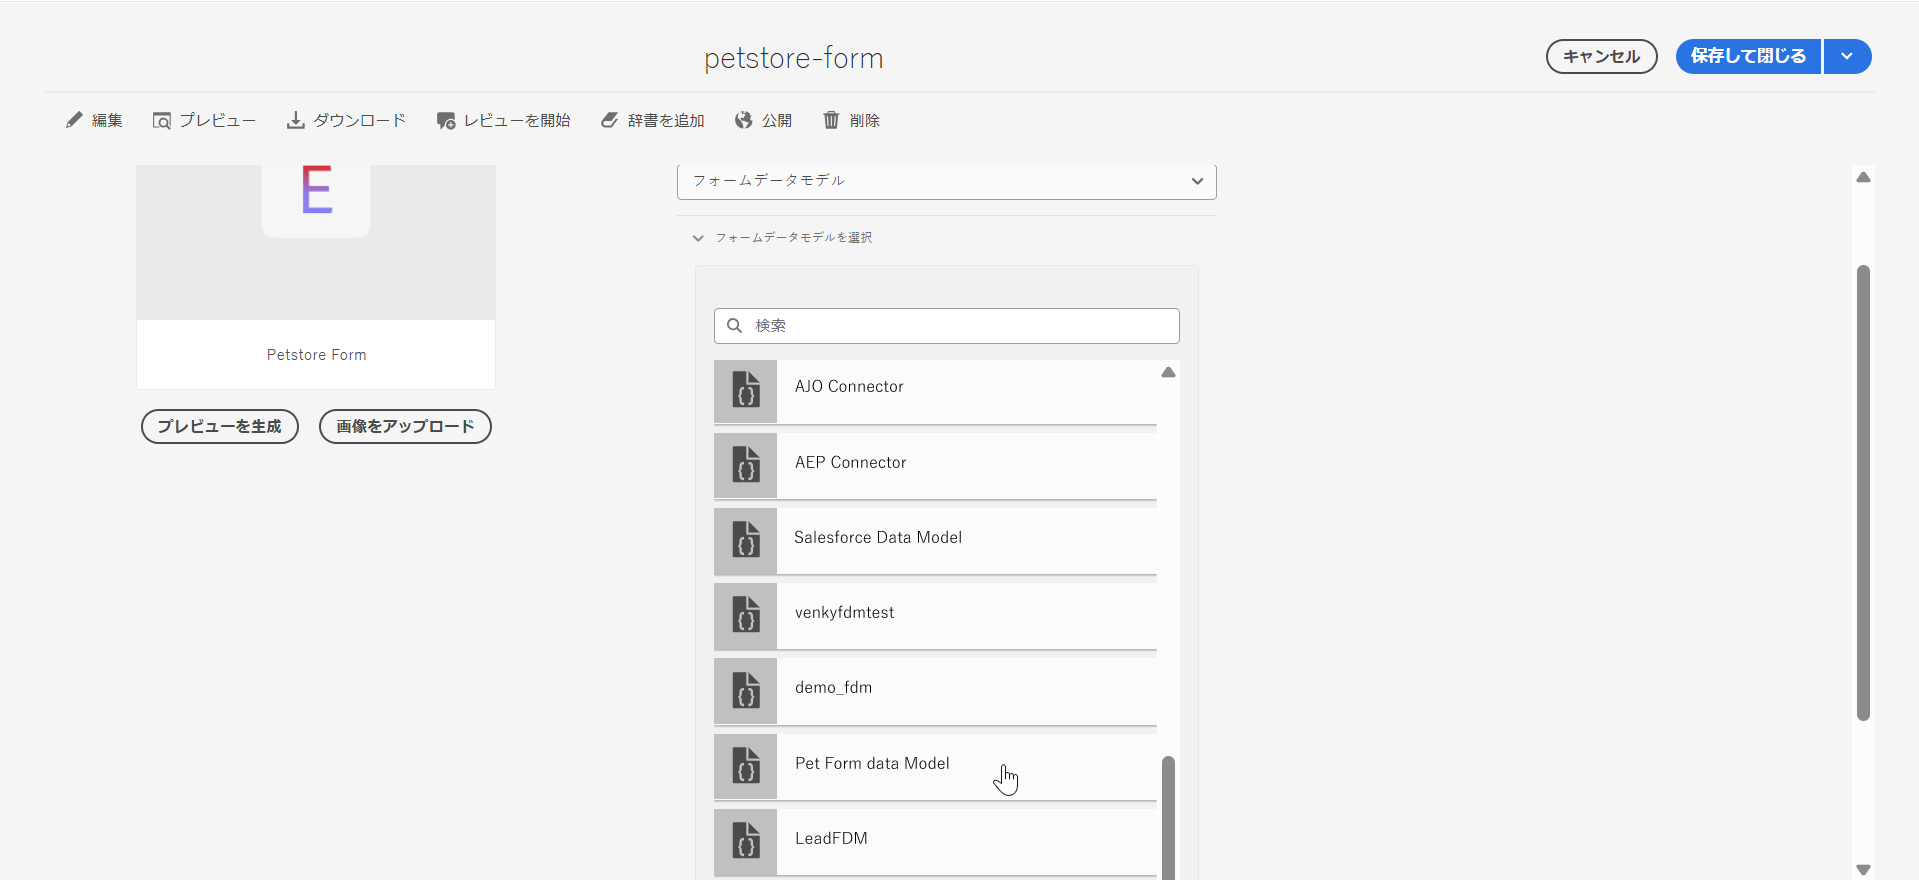 petstore-form
キャンセル
保存して閉じる
編集
プレビュー
ダウンロード
レビューを開始
辞書を追加
公開
削除
E
Petstore Form
プレビューを生成
画像をアップロード
フォームデータモデル
フォームデータモデルを選択
検索
AJO Connector
AEP Connector
Salesforce Data Model
venkyfdmtest
demo_fdm
Pet Form data Model
LeadFDM